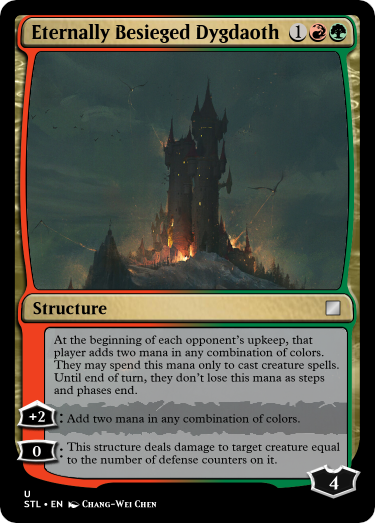 Eternally Besieged Dygdaoth 1
Structure
At the beginning of each opponent's upkeep, that
player adds two mana in any combination of colors.
They may spend this mana only to cast creature spells.
Until end of turn, they don't lose this mana as steps
and phases end.
+2 : Add two mana in any combination of colors.
0 : This structure deals damage to target creature equal
to the number of defense counters on it.
4
U
STL • EN Chang-Wei Chen